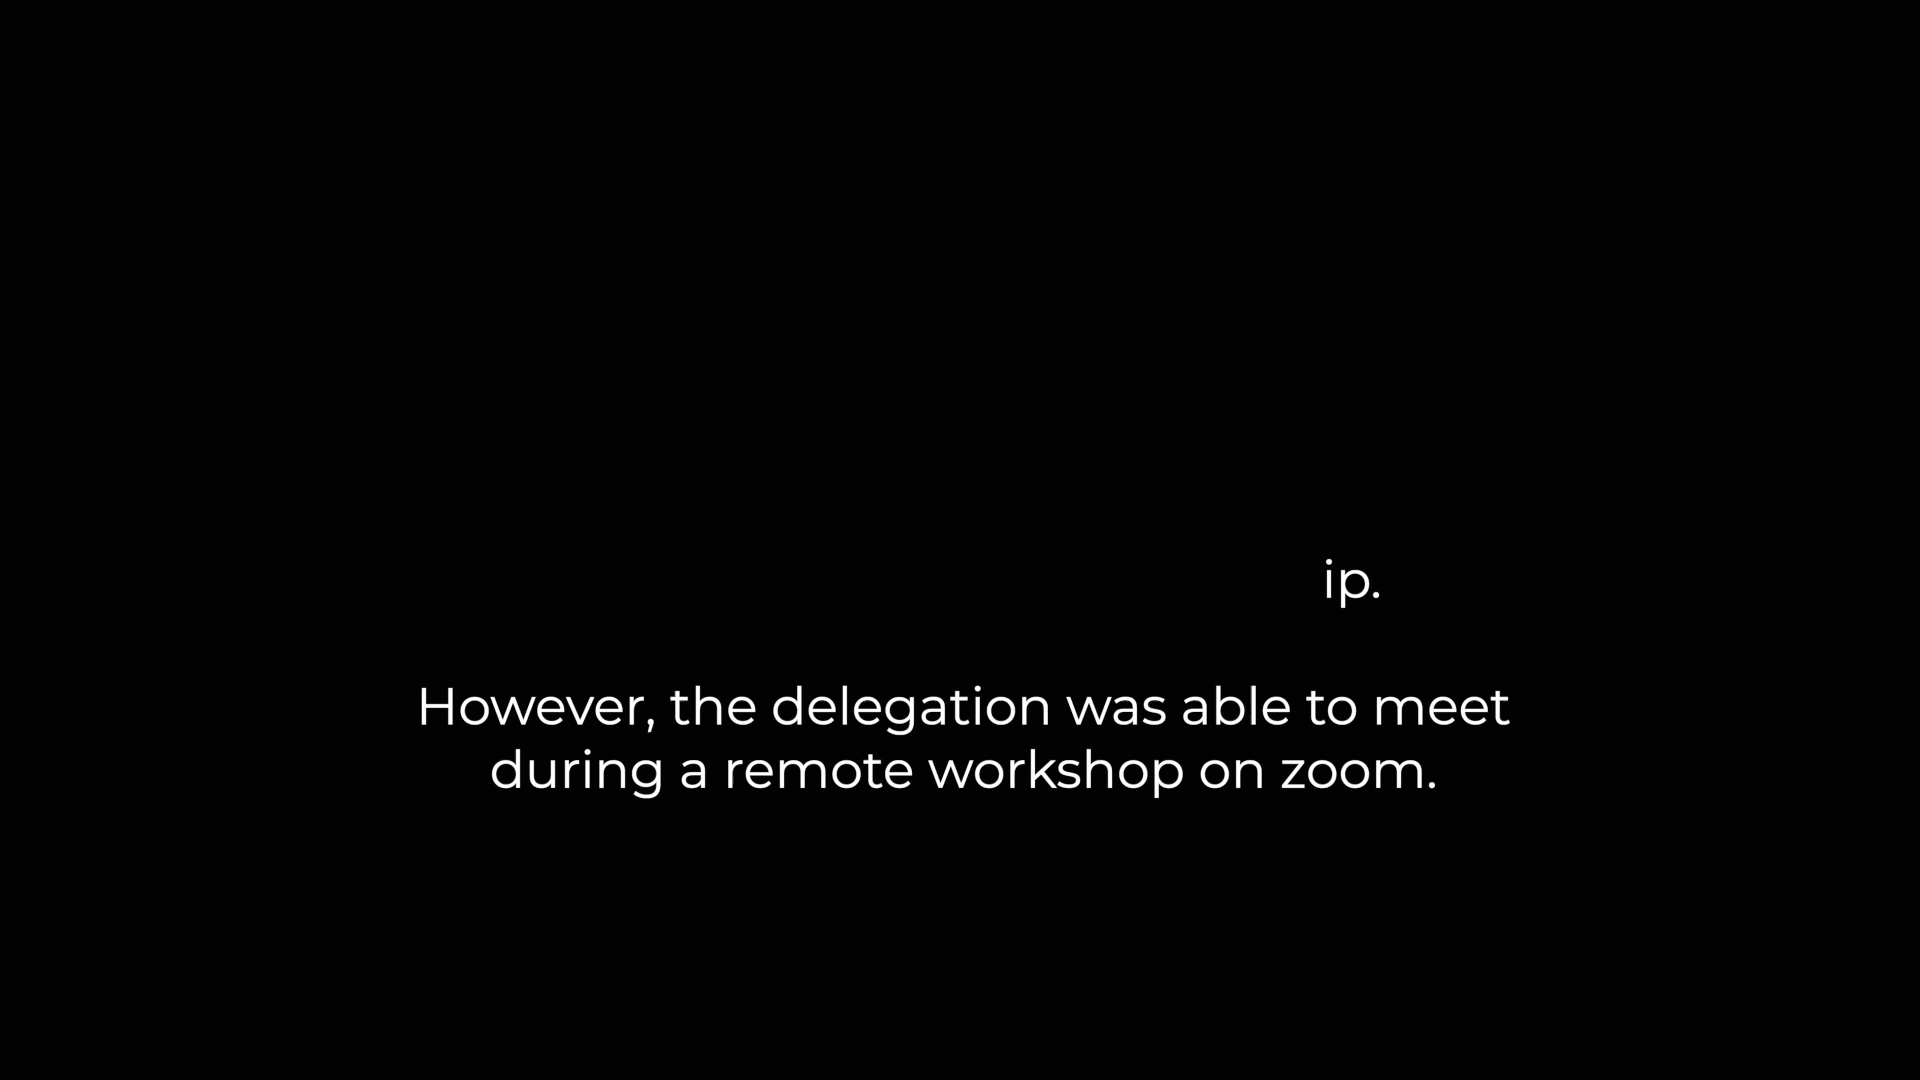 ip.
However, the delegation was able to meet
during a remote workshop on zoom.